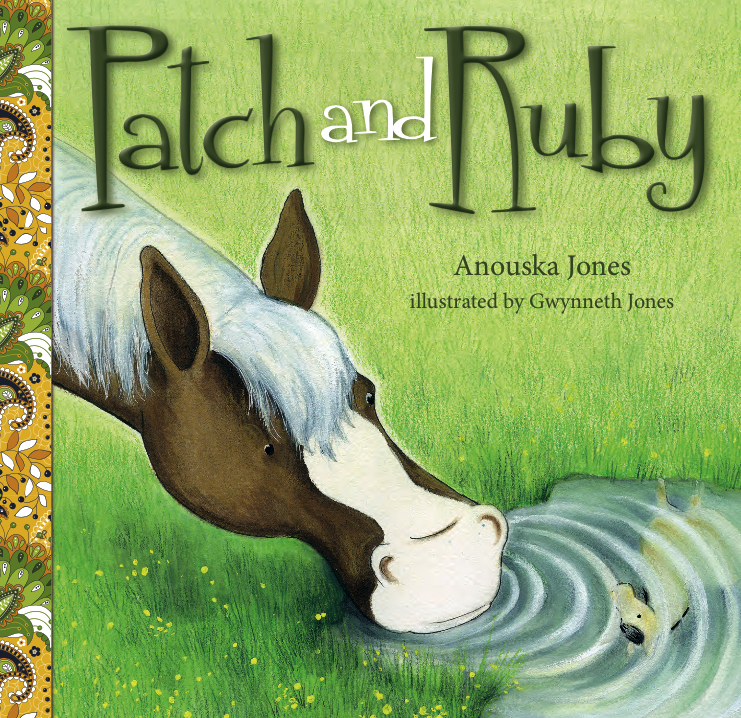 Patch and Ruby
Anouska Jones
illustrated by Gwynneth Jones